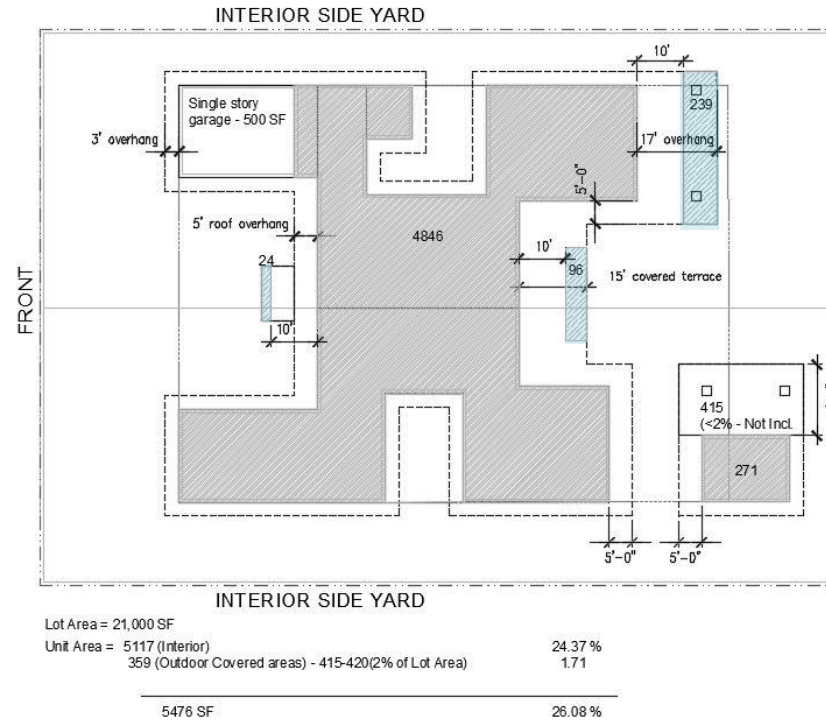 INTERIOR SIDE YARD
10'
Single story
garage - 500 SF
239
3' overhang
17' overhang
5'-0"
5' roof overhang
4846
24
10'
96
15' covered terrace
FRONT
10'
415
(<2% - Not Incl.
271
5'-0"
5'-0"
INTERIOR SIDE YARD
Lot Area = 21,000 SF
Unit Area = 5117 (Interior) 24.37 %
359 (Outdoor Covered areas) - 415-420(2% of Lot Area) 1.71
5476 SF 26.08 %